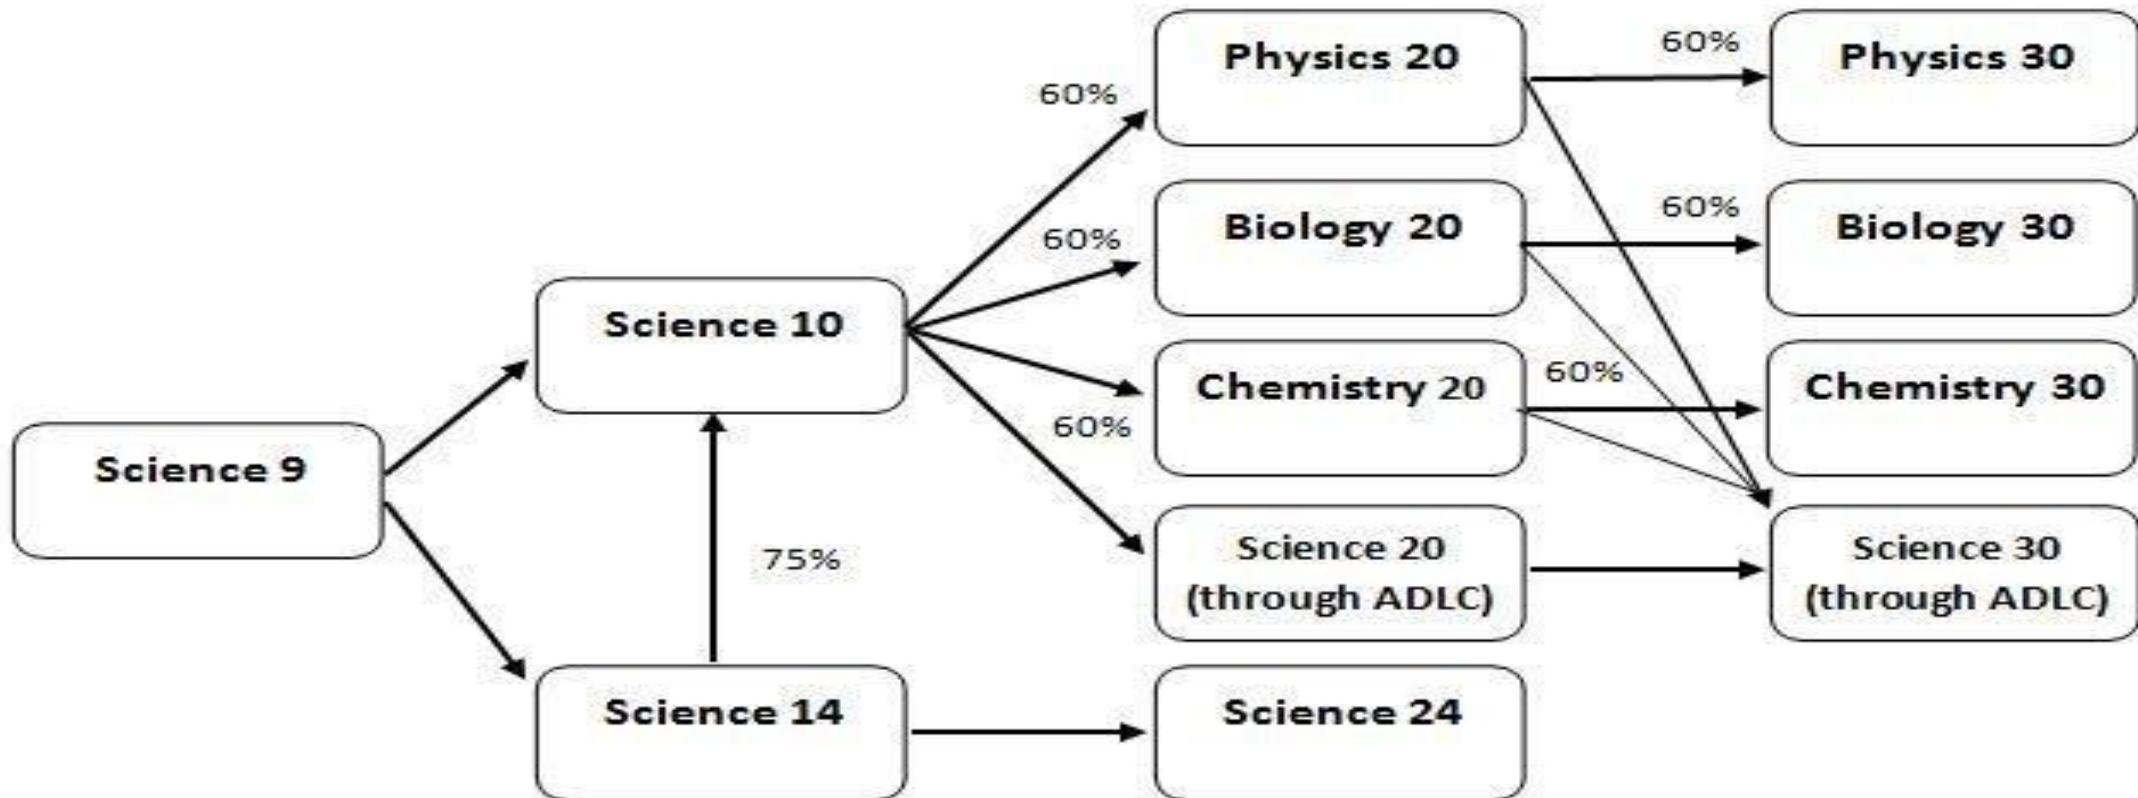 Physics 20
60%
Physics 30
60%
Biology 20
60%
Biology 30
60%
Science 10
Chemistry 20
60%
Chemistry 30
60%
Science 9
Science 20
(through ADLC)
Science 30
(through ADLC)
75%
Science 14
Science 24